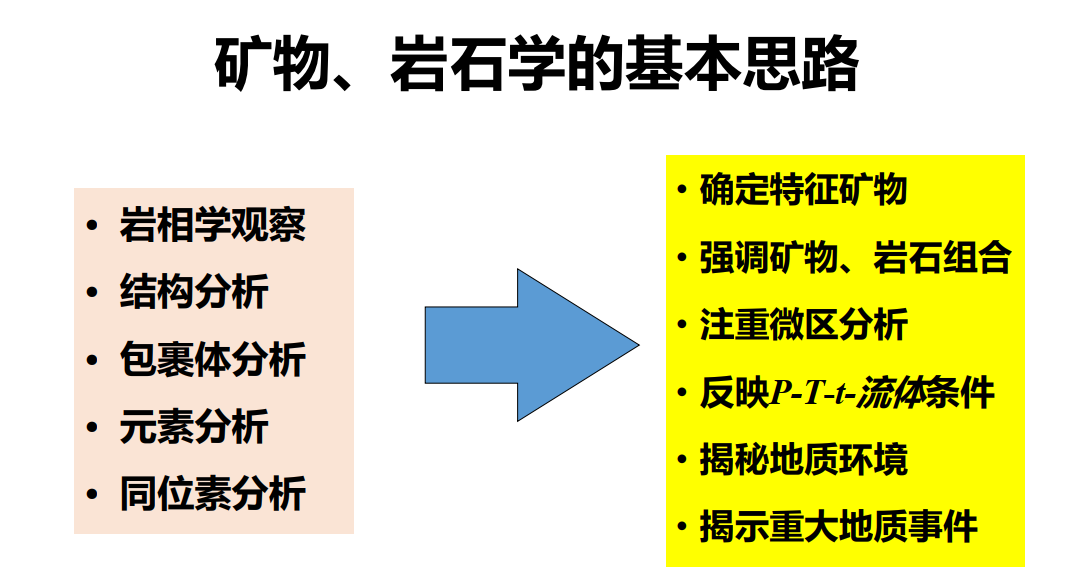 矿物、岩石学的基本思路
• 岩相学观察
• 结构分析
• 包裹体分析
• 元素分析
• 同位素分析
• 确定特征矿物
• 强调矿物、岩石组合
• 注重微区分析
• 反映P-T-t-流体条件
• 揭秘地质环境
• 揭示重大地质事件